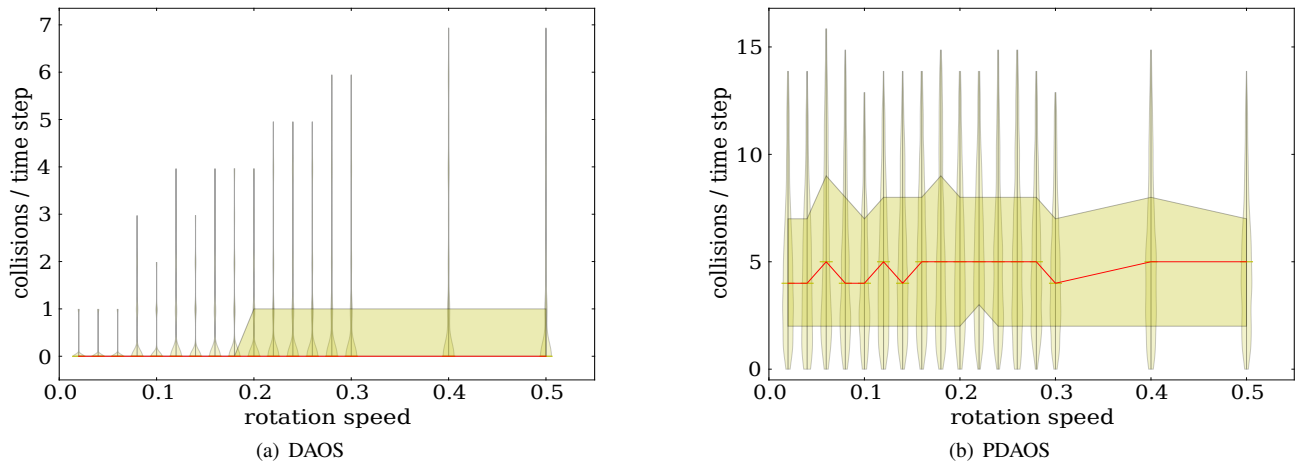 collisions / time step
7
6
5
4
3
2
1
0
0.0 0.1 0.2 0.3 0.4 0.5
rotation speed
(a) DAOS
collisions / time step
15
10
5
0
0.0 0.1 0.2 0.3 0.4 0.5
rotation speed
(b) PDAOS